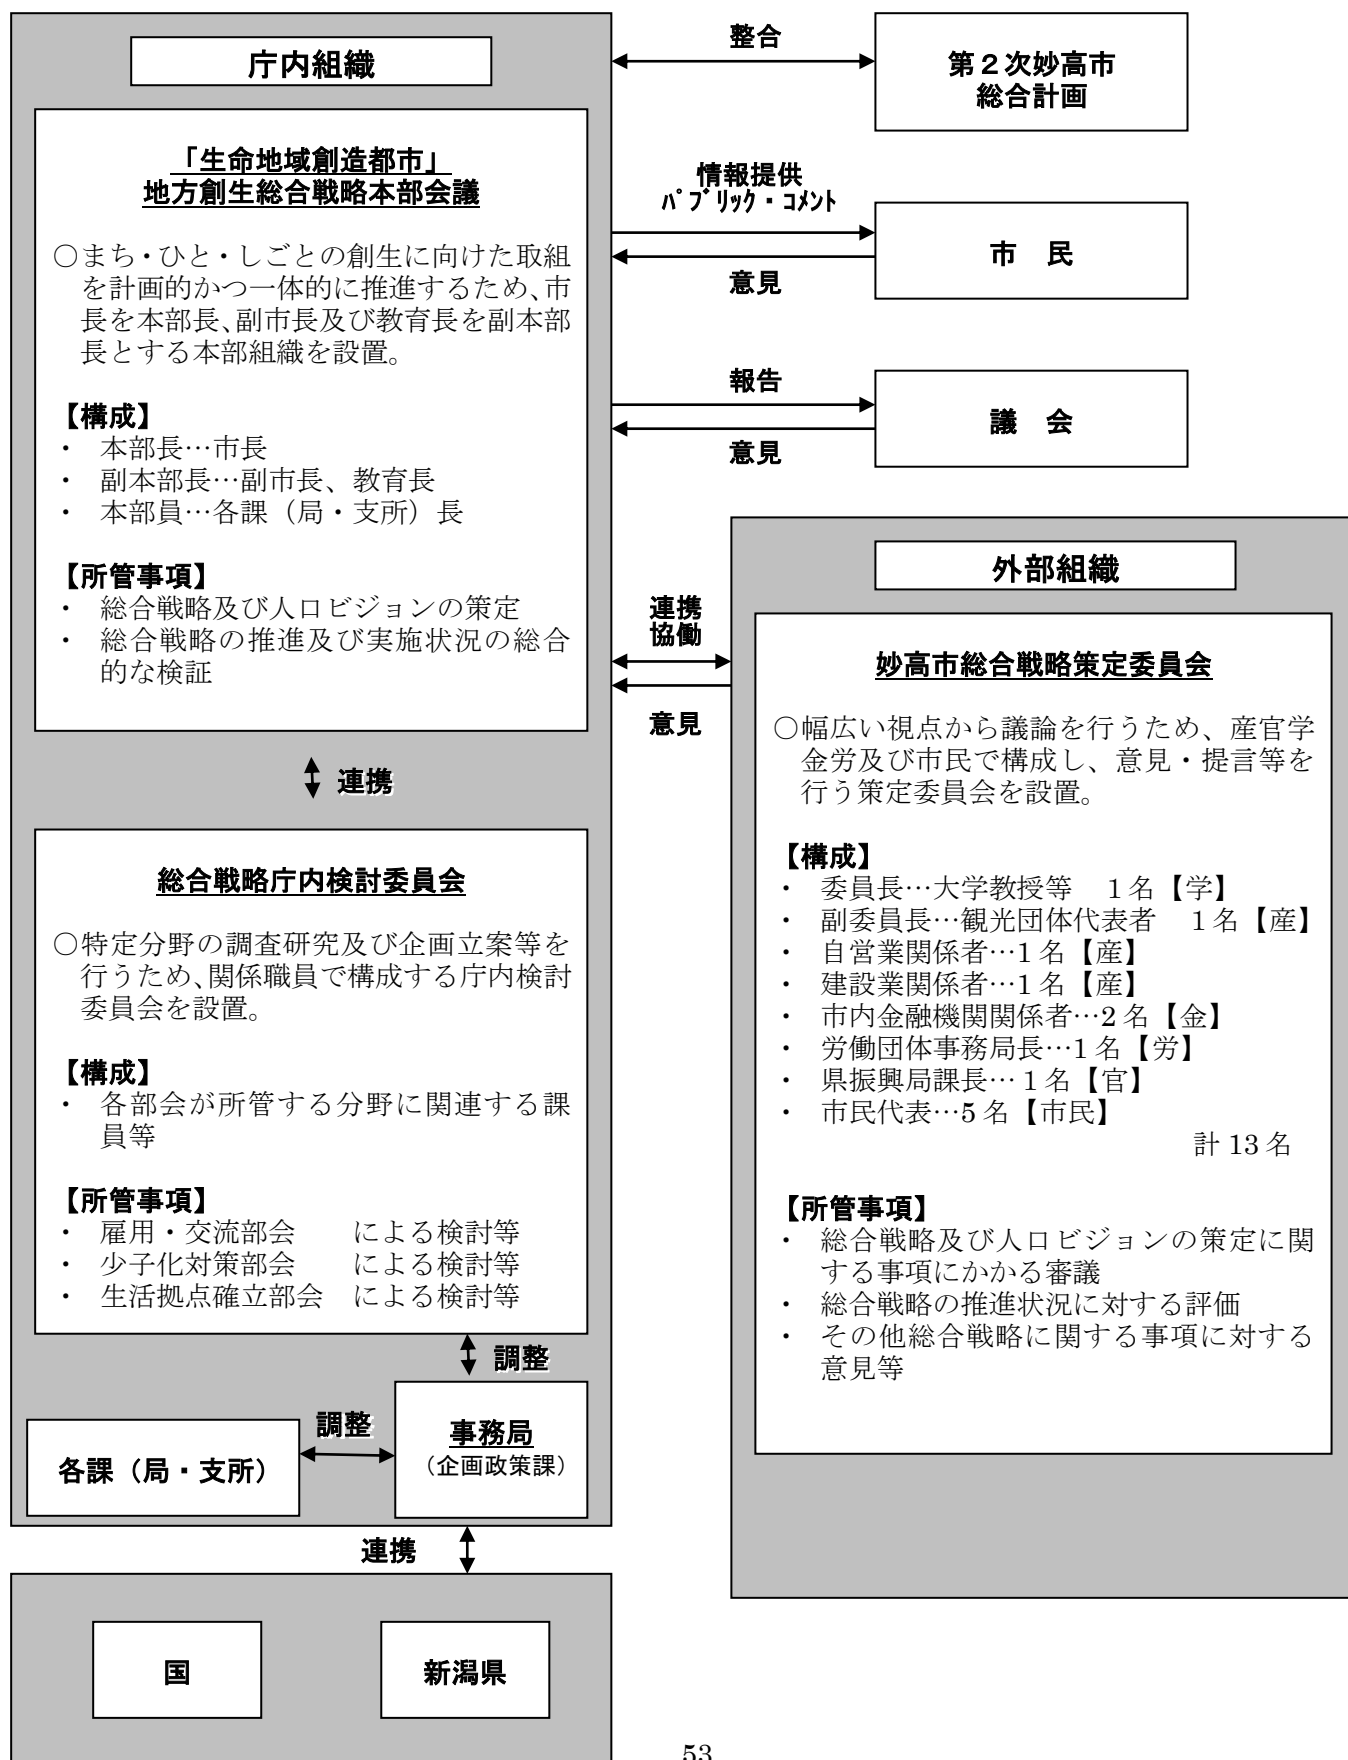 庁内組織
「生命地域創造都市」
地方創生総合戦略本部会議
○まち・ひと・しごとの創生に向けた取組
を計画的かつ一体的に推進するため、市
長を本部長、副市長及び教育長を副本部
長とする本部組織を設置。
【構成】
・ 本部長…市長
・ 副本部長…副市長、教育長
・ 本部員…各課（局・支所）長
【所管事項】
・ 総合戦略及び人口ビジョンの策定
・ 総合戦略の推進及び実施状況の総合
的な検証
連携
総合戦略庁内検討委員会
○特定分野の調査研究及び企画立案等を
行うため、関係職員で構成する庁内検討
委員会を設置。
【構成】
・ 各部会が所管する分野に関連する課
員等
【所管事項】
・ 雇用・交流部会　　による検討等
・ 少子化対策部会　　による検討等
・ 生活拠点確立部会　による検討等
調整
各課（局・支所）
調整
事務局
（企画政策課）
連携
国
新潟県
整合
第２次妙高市
総合計画
情報提供
ﾊﾟﾌﾞﾘｯｸ・ｺﾒﾝﾄ
意見
市　民
報告
意見
議　会
連携
協働
意見
外部組織
妙高市総合戦略策定委員会
○幅広い視点から議論を行うため、産官学
金労及び市民で構成し、意見・提言等を
行う策定委員会を設置。
【構成】
・ 委員長…大学教授等　１名【学】
・ 副委員長…観光団体代表者　１名【産】
・ 自営業関係者…1 名【産】
・ 建設業関係者…1 名【産】
・ 市内金融機関関係者…2 名【金】
・ 労働団体事務局長…1 名【労】
・ 県振興局課長…１名【官】
・ 市民代表…5 名【市民】
計 13 名
【所管事項】
・ 総合戦略及び人口ビジョンの策定に関
する事項にかかる審議
・ 総合戦略の推進状況に対する評価
・ その他総合戦略に関する事項に対する
意見等
53